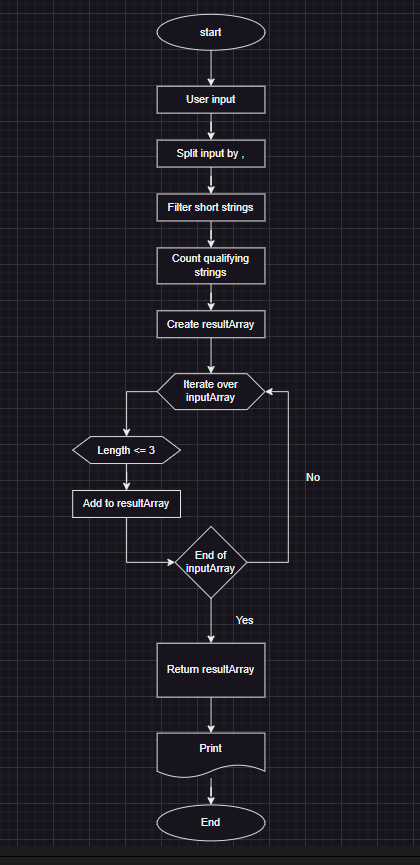 start
User input
Split input by ,
Filter short strings
Count qualifying
strings
Create resultArray
Iterate over
inputArray
Length <= 3
Add to resultArray
No
End of
inputArray
Yes
Return resultArray
Print
End